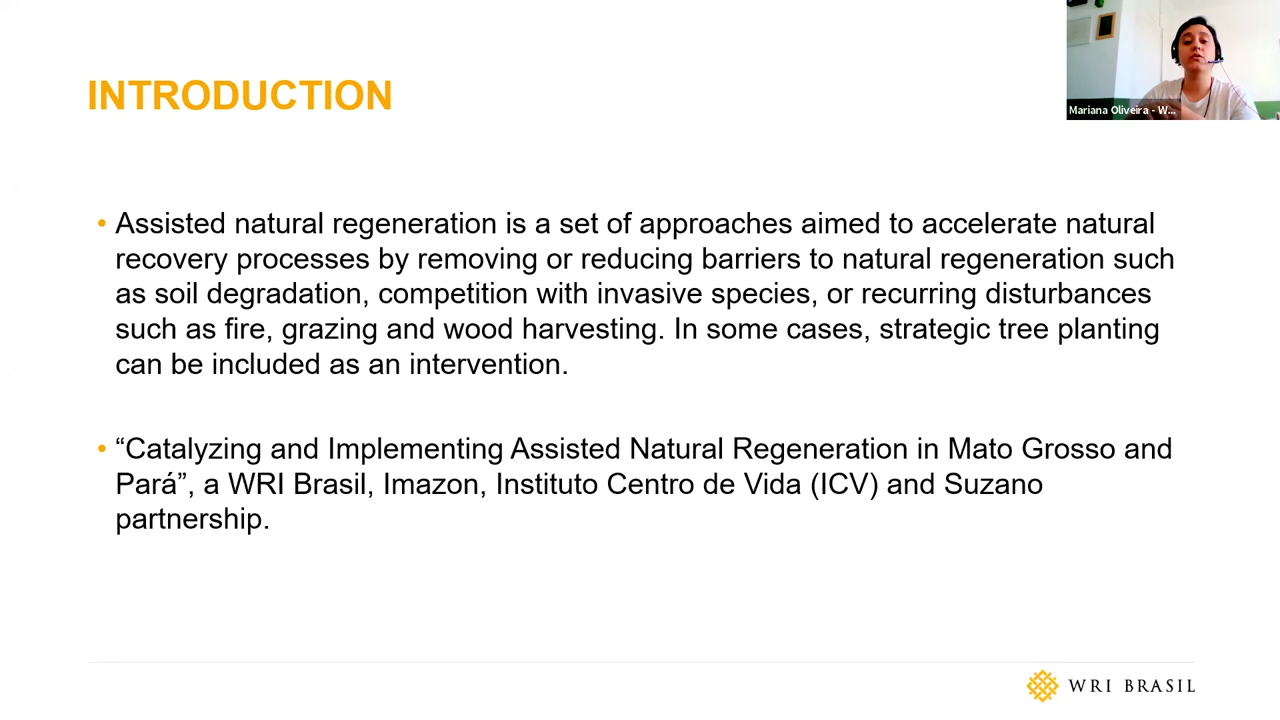 INTRODUCTION
Mariana Oliveira - W...
• Assisted natural regeneration is a set of approaches aimed to accelerate natural
recovery processes by removing or reducing barriers to natural regeneration such
as soil degradation, competition with invasive species, or recurring disturbances
such as fire, grazing and wood harvesting. In some cases, strategic tree planting
can be included as an intervention.
• “Catalyzing and Implementing Assisted Natural Regeneration in Mato Grosso and
Pará”, a WRI Brasil, Imazon, Instituto Centro de Vida (ICV) and Suzano
partnership.
WRI BRASIL